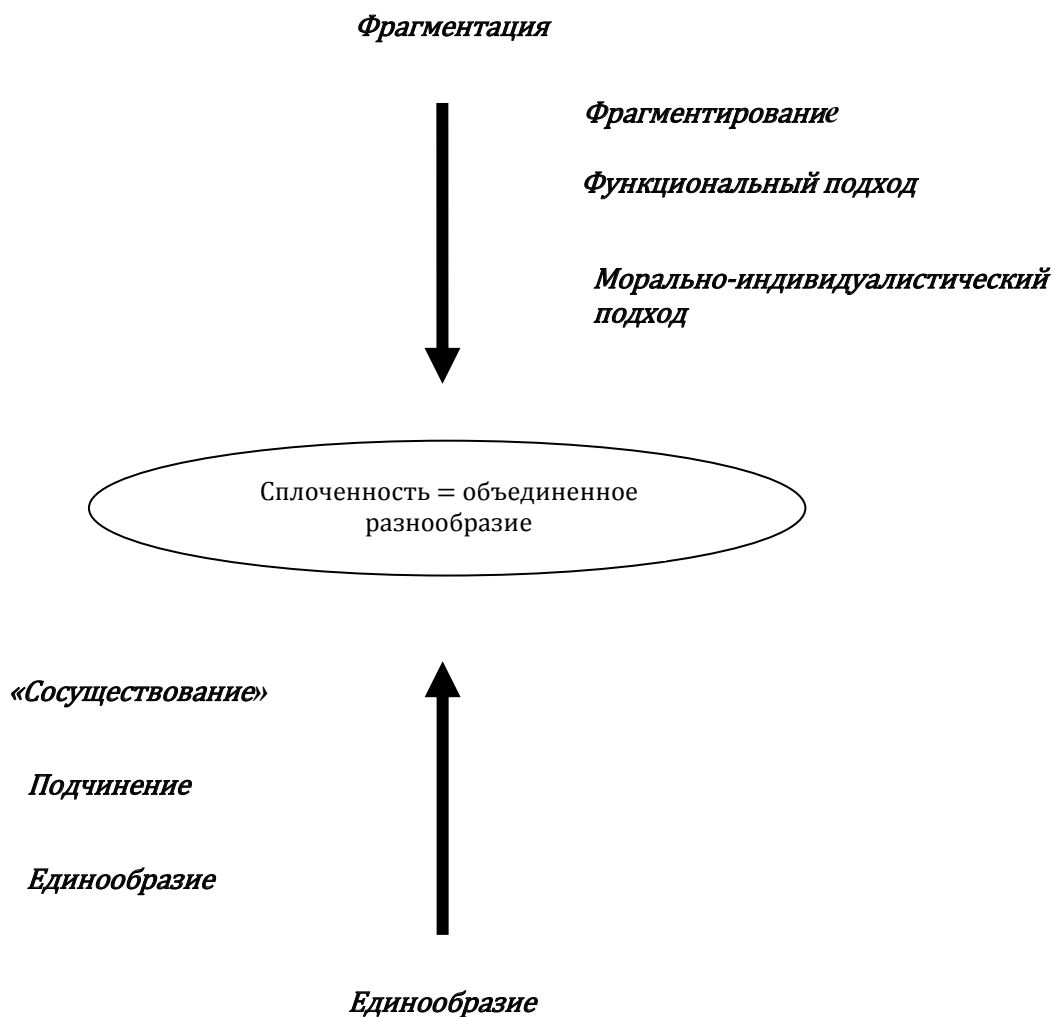 Фрагментация
Фрагментирование
Функциональный подход
Морально-индивидуалистический
подход
Сплоченность = объединенное
разнообразие
«Сосуществование»
Подчинение
Единообразие
Единообразие